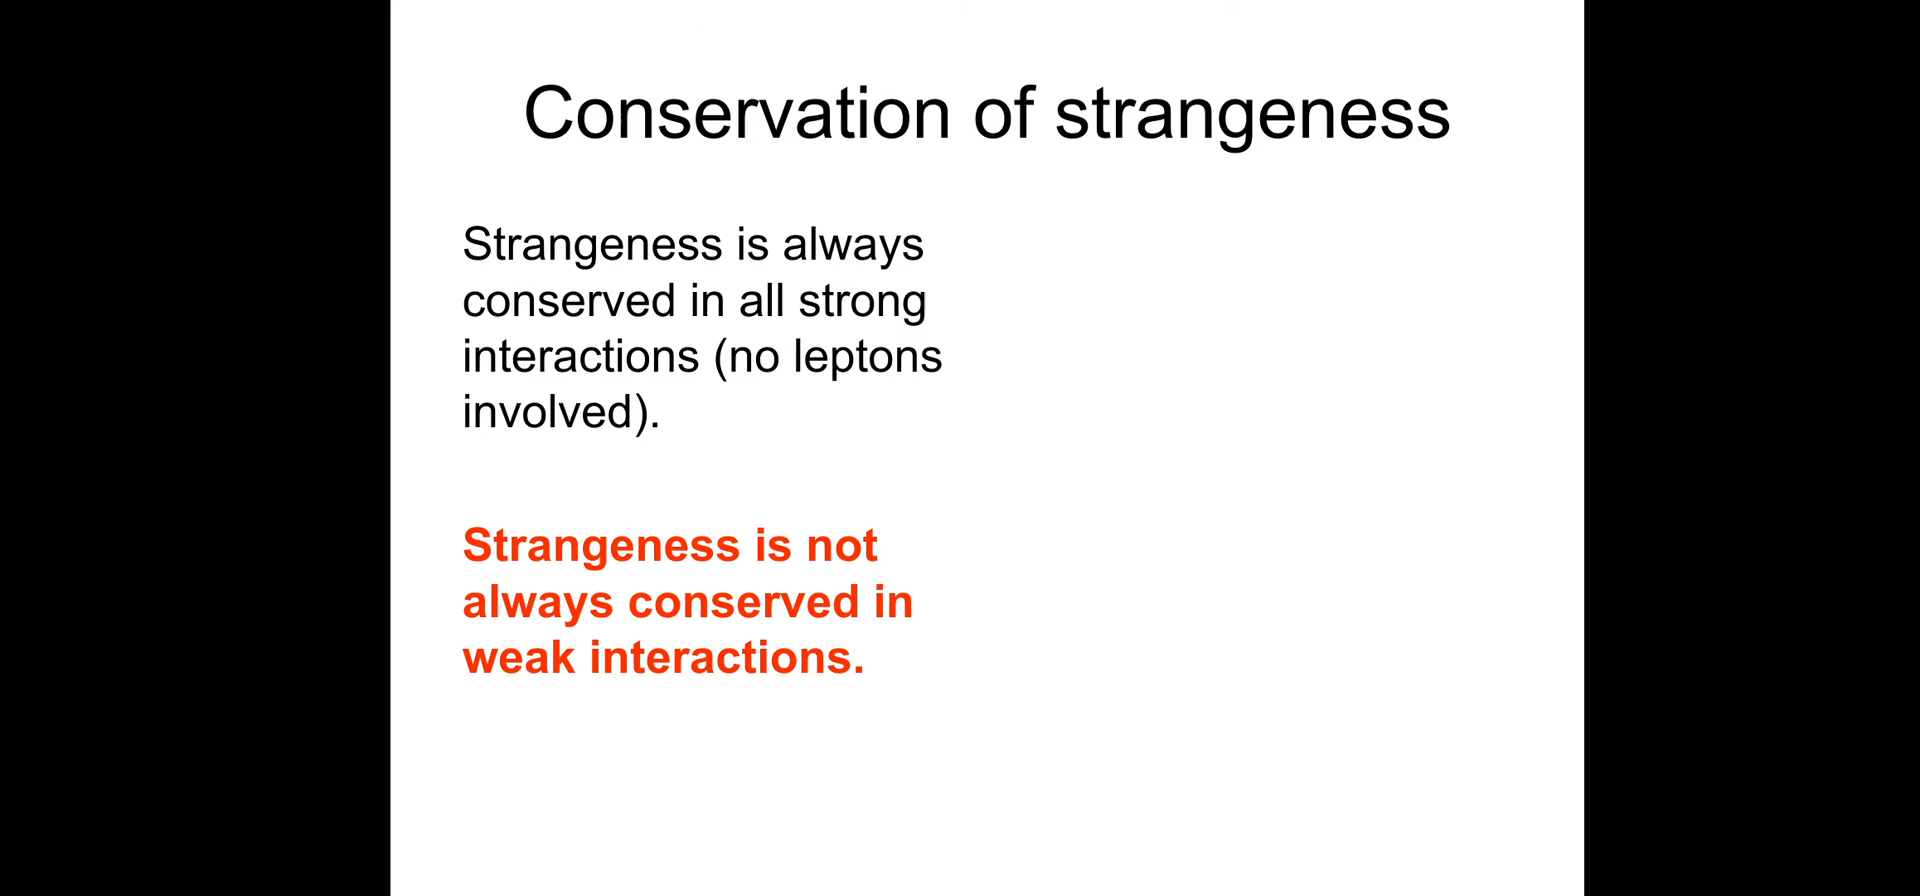 Conservation of strangeness
Strangeness is always
conserved in all strong
interactions (no leptons
involved).
Strangeness is not
always conserved in
weak interactions.